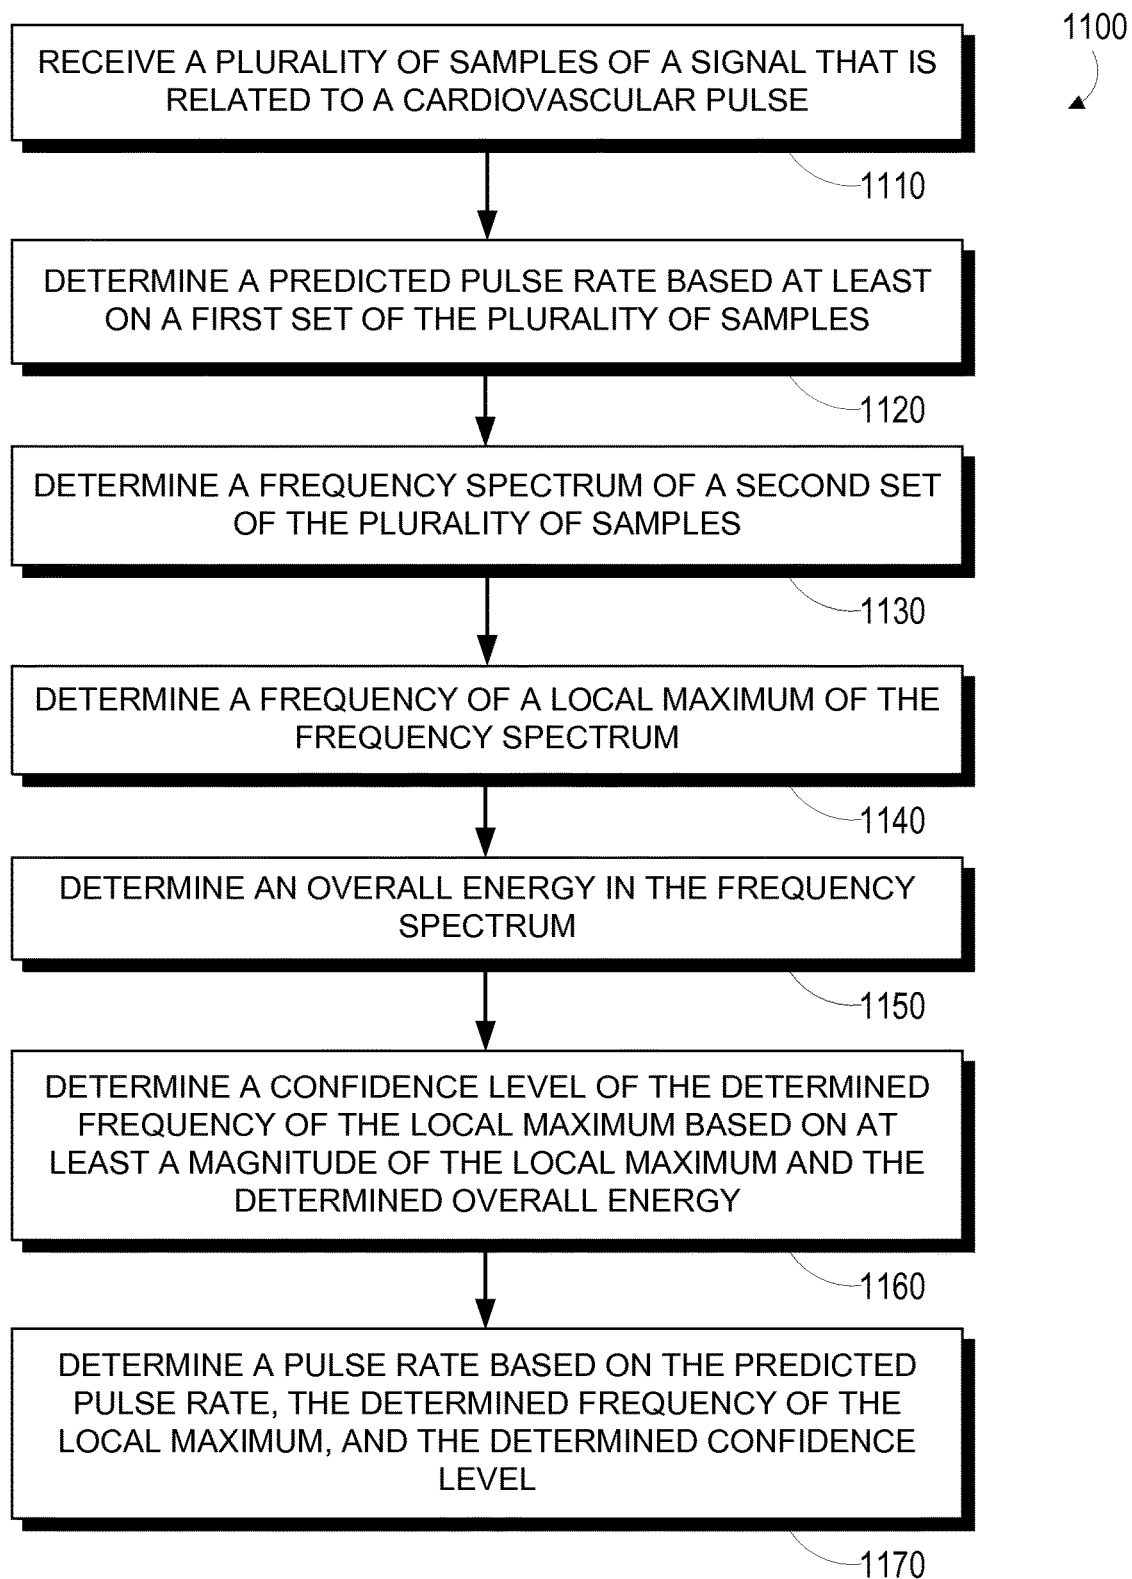 1100
RECEIVE A PLURALITY OF SAMPLES OF A SIGNAL THAT IS
RELATED TO A CARDIOVASCULAR PULSE
1110
DETERMINE A PREDICTED PULSE RATE BASED AT LEAST
ON A FIRST SET OF THE PLURALITY OF SAMPLES
1120
DETERMINE A FREQUENCY SPECTRUM OF A SECOND SET
OF THE PLURALITY OF SAMPLES
1130
DETERMINE A FREQUENCY OF A LOCAL MAXIMUM OF THE
FREQUENCY SPECTRUM
1140
DETERMINE AN OVERALL ENERGY IN THE FREQUENCY
SPECTRUM
1150
DETERMINE A CONFIDENCE LEVEL OF THE DETERMINED
FREQUENCY OF THE LOCAL MAXIMUM BASED ON AT
LEAST A MAGNITUDE OF THE LOCAL MAXIMUM AND THE
DETERMINED OVERALL ENERGY
1160
DETERMINE A PULSE RATE BASED ON THE PREDICTED
PULSE RATE, THE DETERMINED FREQUENCY OF THE
LOCAL MAXIMUM, AND THE DETERMINED CONFIDENCE
LEVEL
1170